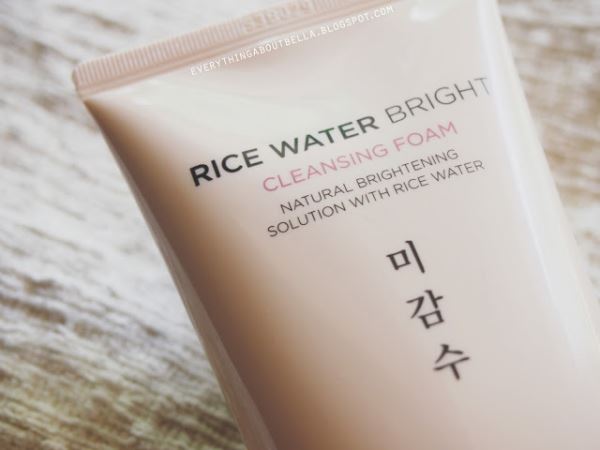 EVERYTHINGABOUTBELLA.BLOGSPOT.COM
RICE WATER BRIGHT
CLEANSING FOAM
NATURAL BRIGHTENING
SOLUTION WITH RICE WATER
미
감
수